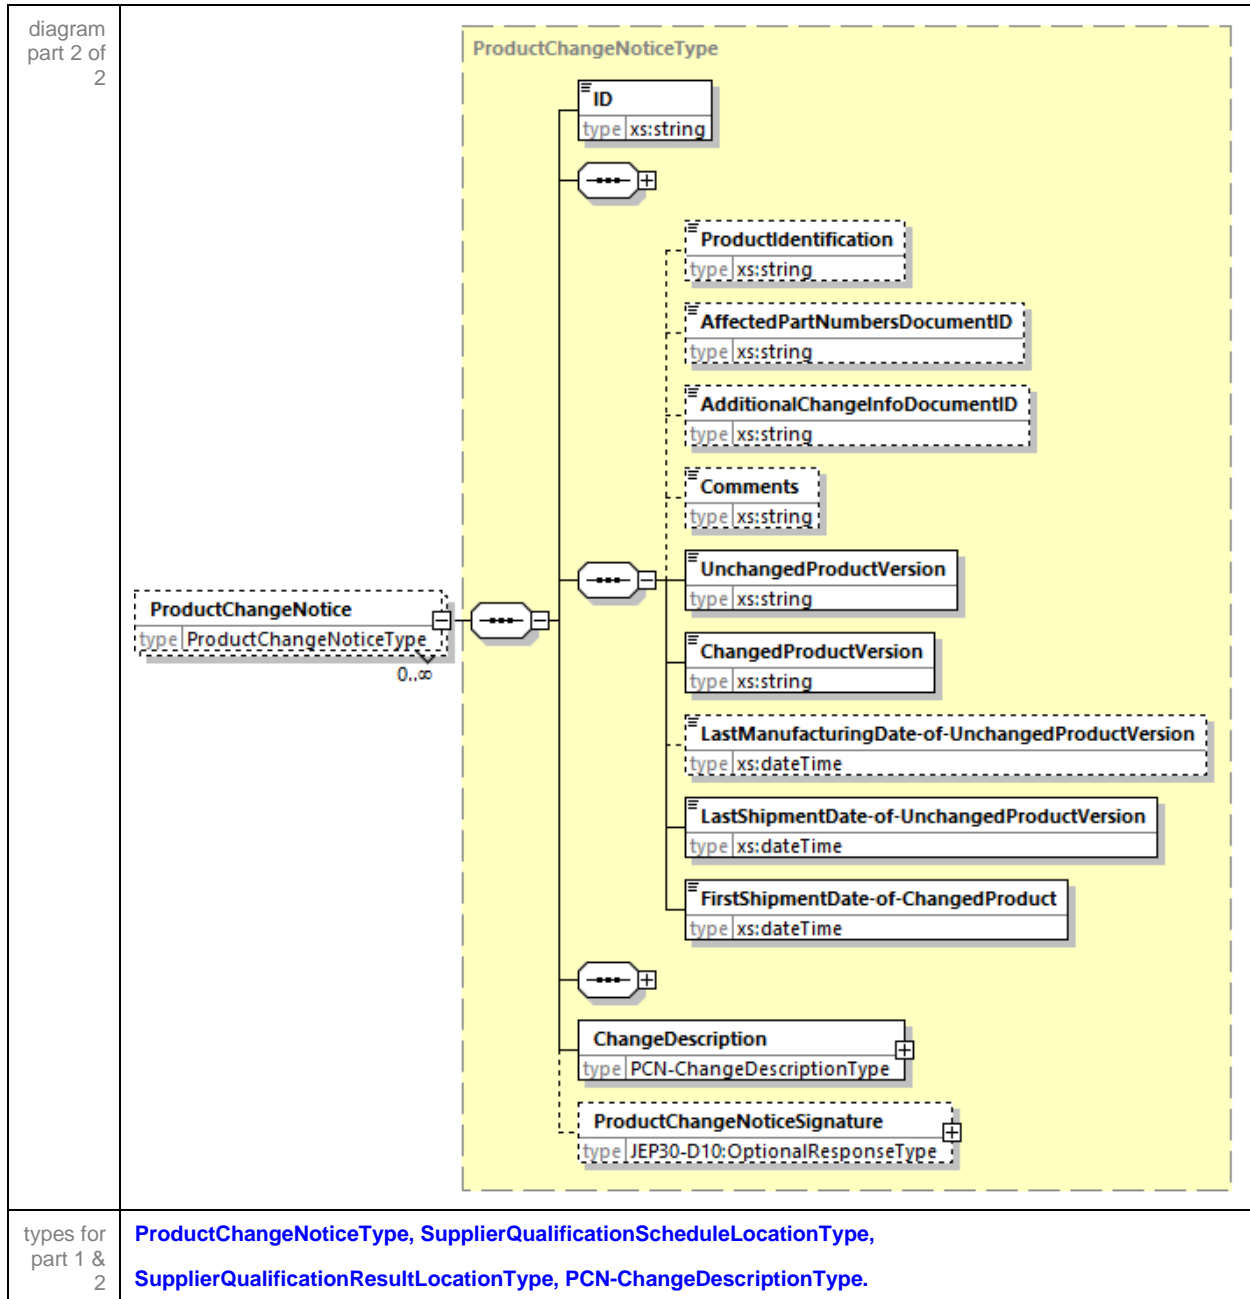 diagram
part 2 of
2
ProductChangeNoticeType
ID
type xs:string
ProductIdentification
type xs:string
AffectedPartNumbersDocumentID
type xs:string
AdditionalChangeInfoDocumentID
type xs:string
Comments
type xs:string
UnchangedProductVersion
type xs:string
ProductChangeNotice
type ProductChangeNoticeType
0..∞
ChangedProductVersion
type xs:string
LastManufacturingDate-of-UnchangedProductVersion
type xs:dateTime
LastShipmentDate-of-UnchangedProductVersion
type xs:dateTime
FirstShipmentDate-of-ChangedProduct
type xs:dateTime
ChangeDescription
type PCN-ChangeDescriptionType
ProductChangeNoticeSignature
type JEP30-D10:OptionalResponseType
types for
part 1 &
2
ProductChangeNoticeType, SupplierQualificationScheduleLocationType,
SupplierQualificationResultLocationType, PCN-ChangeDescriptionType.